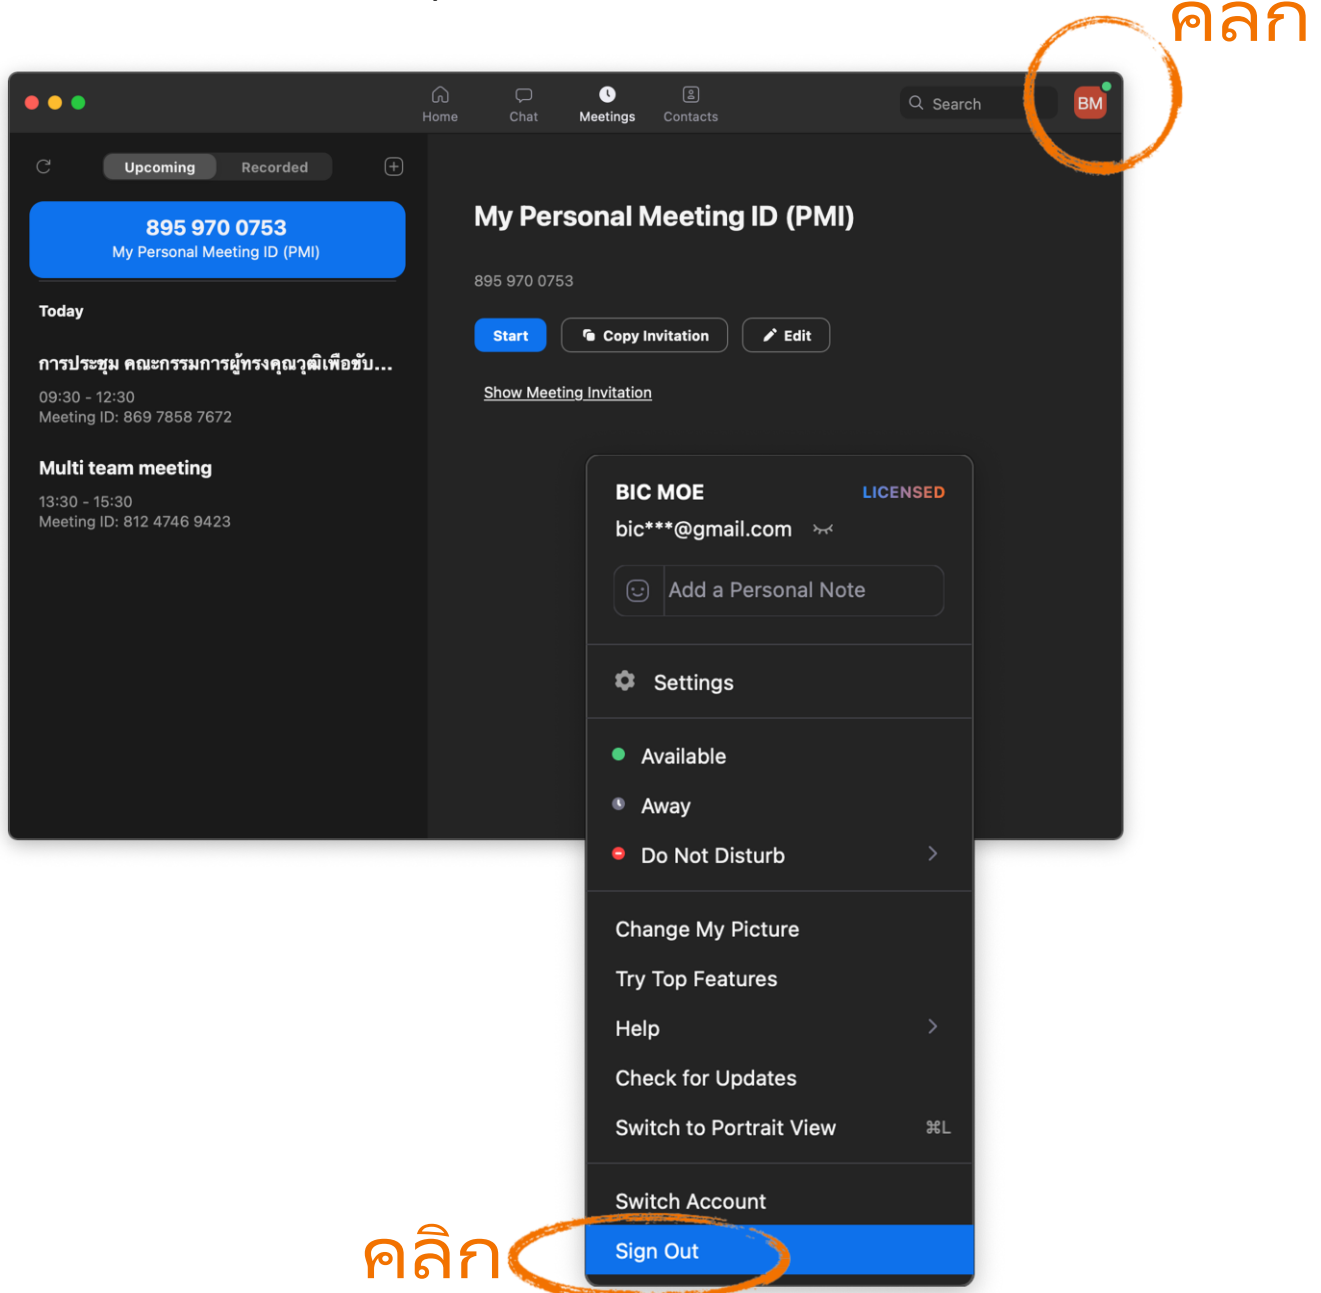 คลิก
Home
Chat
Meetings
Contacts
Search
BM
Upcoming
Recorded
895 970 0753
My Personal Meeting ID (PMI)
Today
การประชุม คณะกรรมการผู้ทรงคุณวุฒิเพื่อขับ...
09:30 - 12:30
Meeting ID: 869 7858 7672
Multi team meeting
13:30 - 15:30
Meeting ID: 812 4746 9423
My Personal Meeting ID (PMI)
895 970 0753
Start
Copy Invitation
Edit
Show Meeting Invitation
BIC MOE
LICENSED
bic***@gmail.com
Add a Personal Note
Settings
Available
Away
Do Not Disturb
Change My Picture
Try Top Features
Help
Check for Updates
Switch to Portrait View ⌘L
Switch Account
Sign Out
คลิก